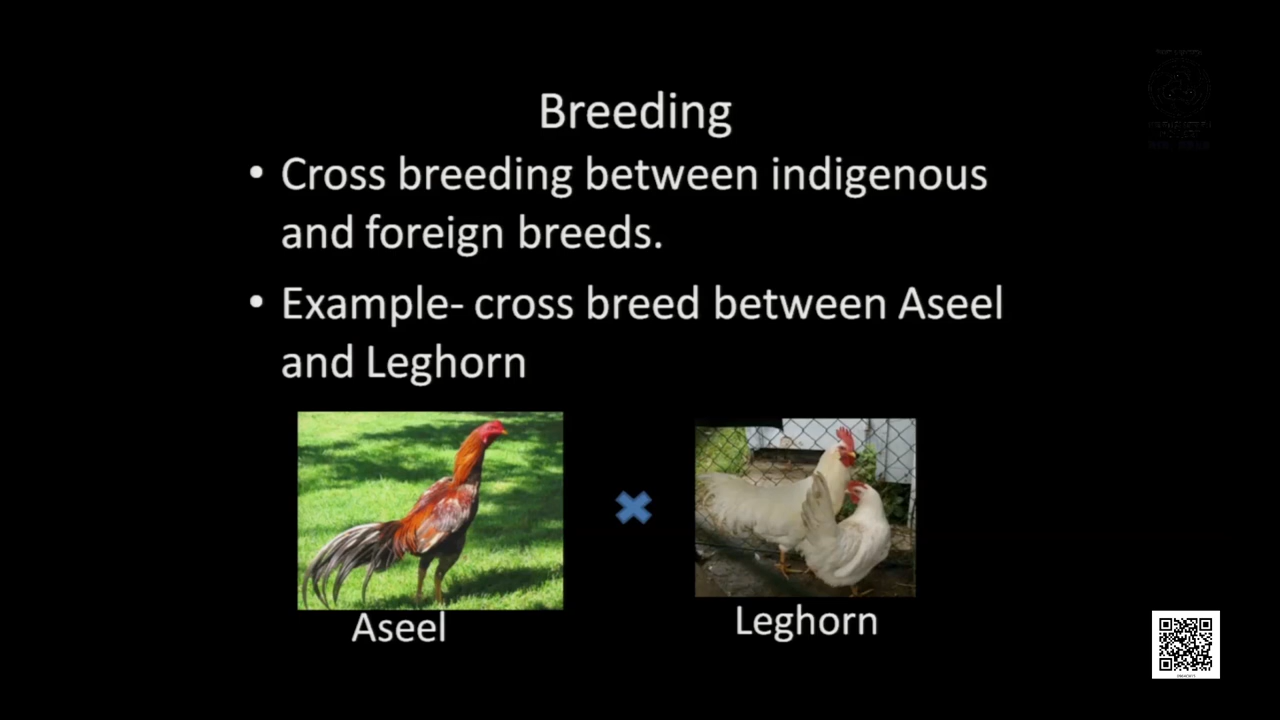 Breeding
• Cross breeding between indigenous
and foreign breeds.
• Example- cross breed between Aseel
and Leghorn
Aseel
Leghorn